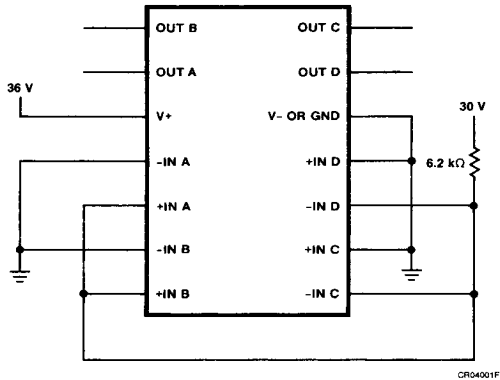 OUT B OUT C
OUT A OUT D
36 V
V+ V– OR GND
30 V
–IN A +IN D
6.2 kΩ
+IN A –IN D
–IN B +IN C
+IN B –IN C
CR04001F